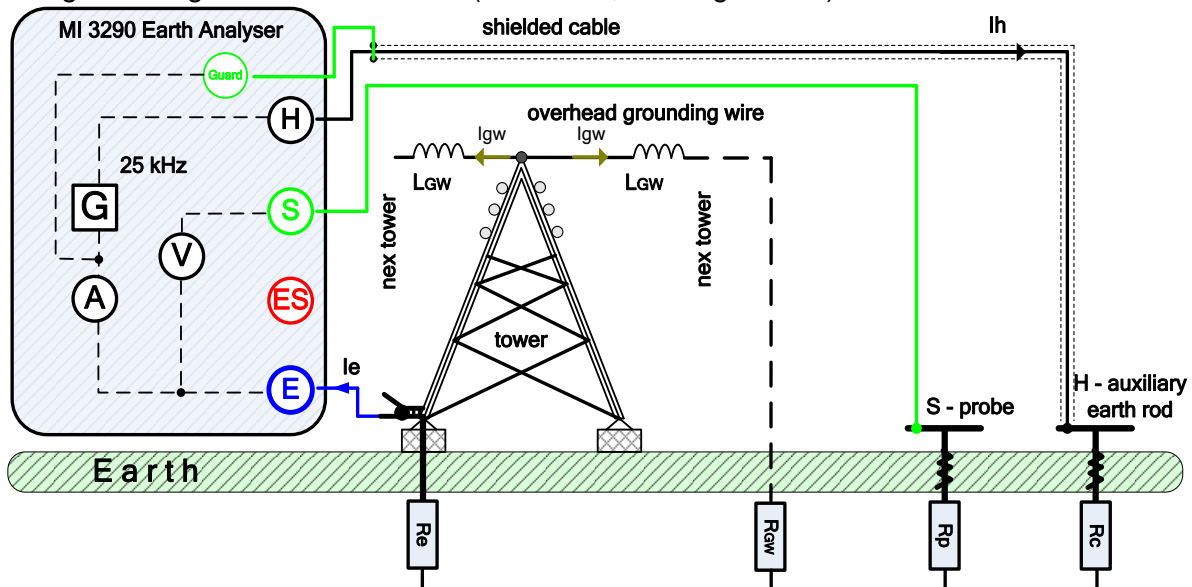 MI 3290 Earth Analyser
shielded cable
Ih
Guard
H
overhead grounding wire
Igw
Igw
25 kHz
LGW
LGW
G
S
V
nex tower
nex tower
A
ES
tower
Ie
E
S - probe
H - auxiliary
earth rod
Earth
Re
RGW
Rp
Rc